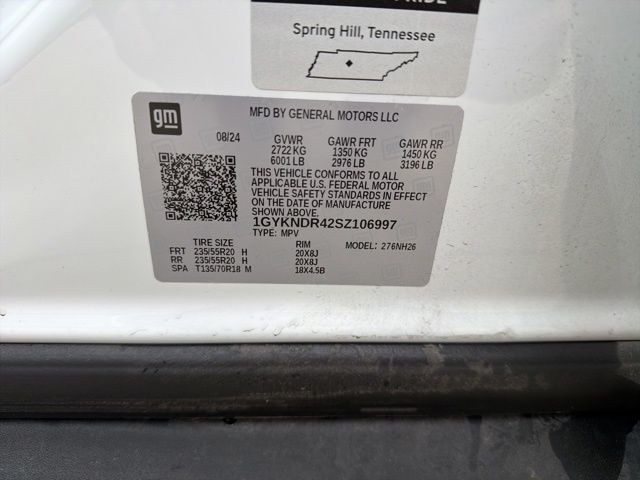 Spring Hill, Tennessee
gm
MFD BY GENERAL MOTORS LLC
08/24 GVWR GAWR FRT GAWR RR
2722 KG 1350 KG 1450 KG
6001 LB 2976 LB 3196 LB
THIS VEHICLE CONFORMS TO ALL
APPLICABLE U.S. FEDERAL MOTOR
VEHICLE SAFETY STANDARDS IN EFFECT
ON THE DATE OF MANUFACTURE
SHOWN ABOVE.
1GYKNDR42SZ106997
TYPE: MPV MODEL: 276NH26
TIRE SIZE RIM
FRT 235/55R20 H 20X8J
RR 235/55R20 H 20X8J
SPA T135/70R18 M 18X4.5B